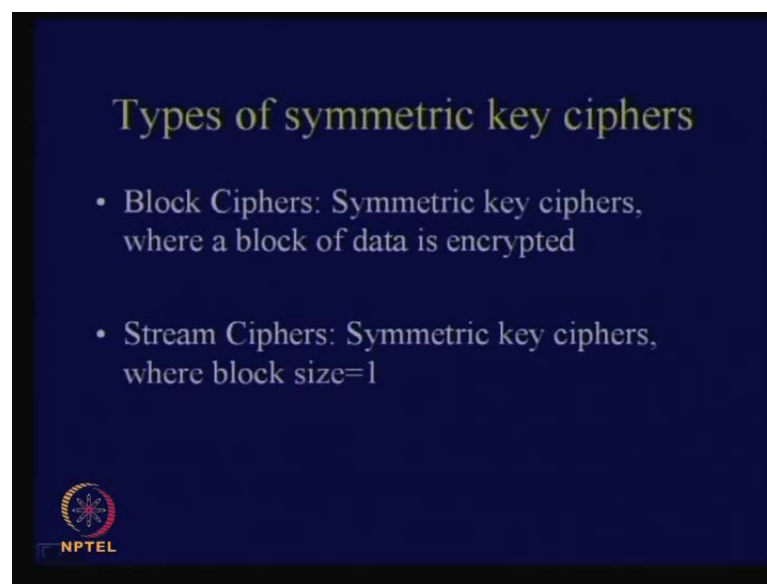 Types of symmetric key ciphers
• Block Ciphers: Symmetric key ciphers,
where a block of data is encrypted
• Stream Ciphers: Symmetric key ciphers,
where block size=1
NPTEL